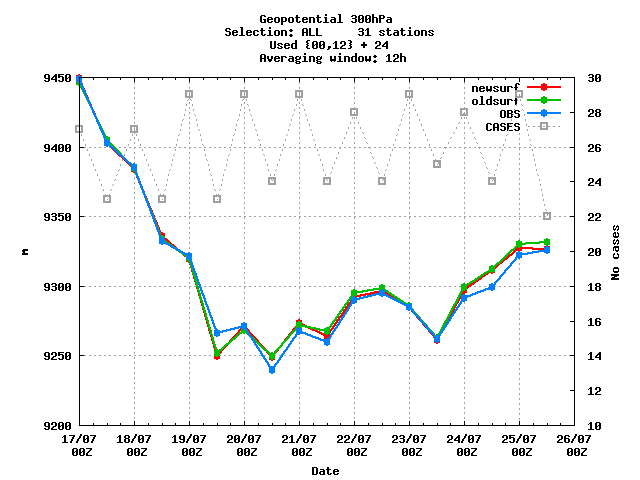 Geopotential 300hPa
Selection: ALL     31 stations
Used {00,12} + 24
Averaging window: 12h
9450
9400
9350
9300
9250
9200
m
30
28
26
24
22
20
18
16
14
12
10
No cases
newsurf
oldsurf
OBS
CASES
17/07 18/07 19/07 20/07 21/07 22/07 23/07 24/07 25/07 26/07
00Z 00Z 00Z 00Z 00Z 00Z 00Z 00Z 00Z 00Z
Date